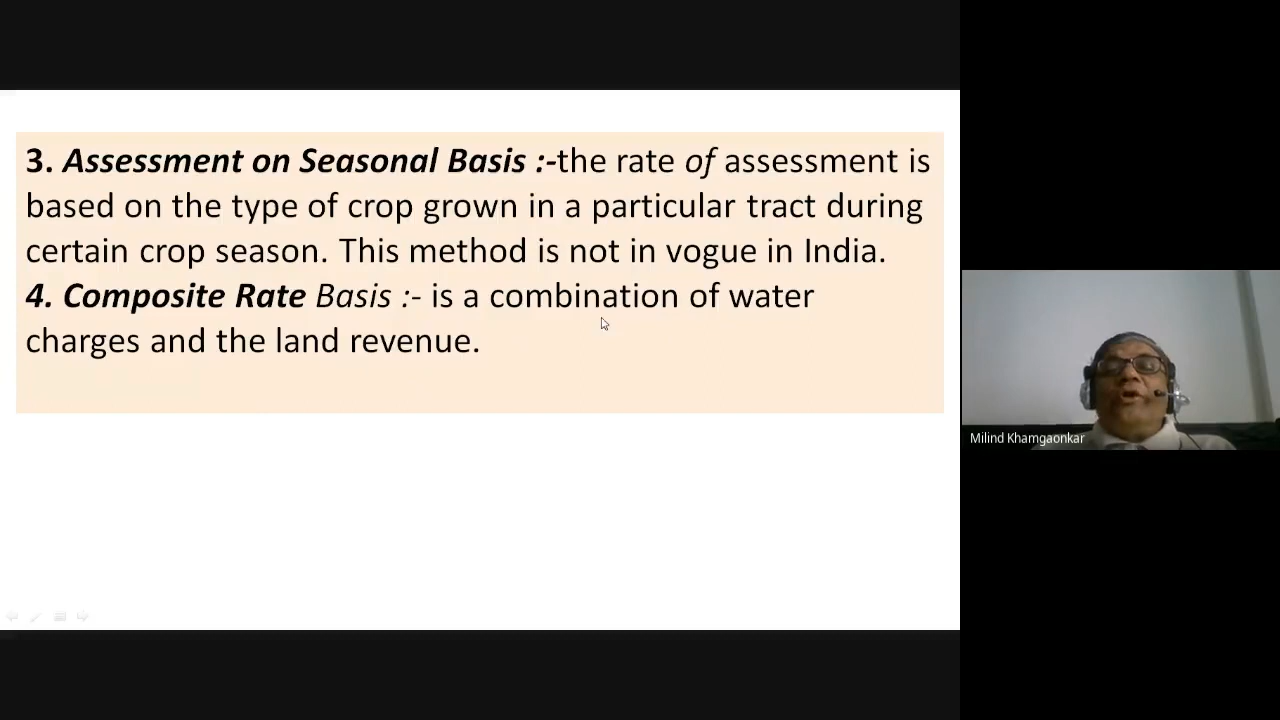 3. Assessment on Seasonal Basis :-the rate of assessment is
based on the type of crop grown in a particular tract during
certain crop season. This method is not in vogue in India.
4. Composite Rate Basis :- is a combination of water
charges and the land revenue.
Milind Khamgaonkar